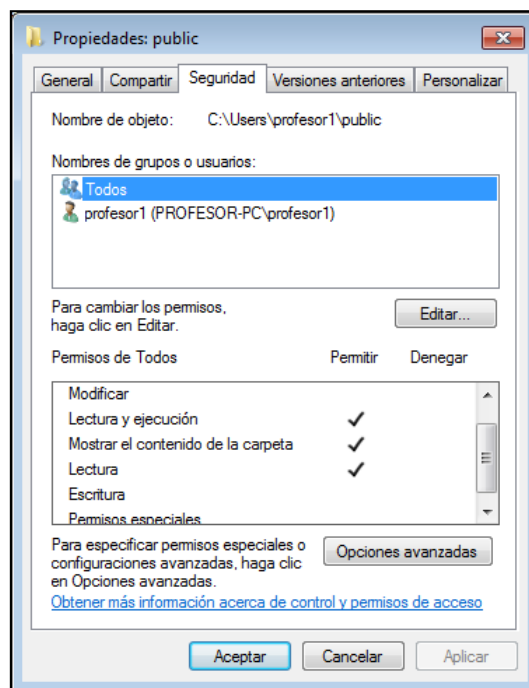 Propiedades: public
General Compartir Seguridad Versiones anteriores Personalizar
Nombre de objeto: C:\Users\profesor1\public
Nombres de grupos o usuarios:
Todos
profesor1 (PROFESOR-PC\profesor1)
Para cambiar los permisos,
haga clic en Editar.
Editar...
Permisos de Todos Permitir Denegar
Modificar
Lectura y ejecución
Mostrar el contenido de la carpeta
Lectura
Escritura
Permisos especiales
Para especificar permisos especiales o
configuraciones avanzadas, haga clic
en Opciones avanzadas.
Opciones avanzadas
Obtener más información acerca de control y permisos de acceso
Aceptar Cancelar Aplicar